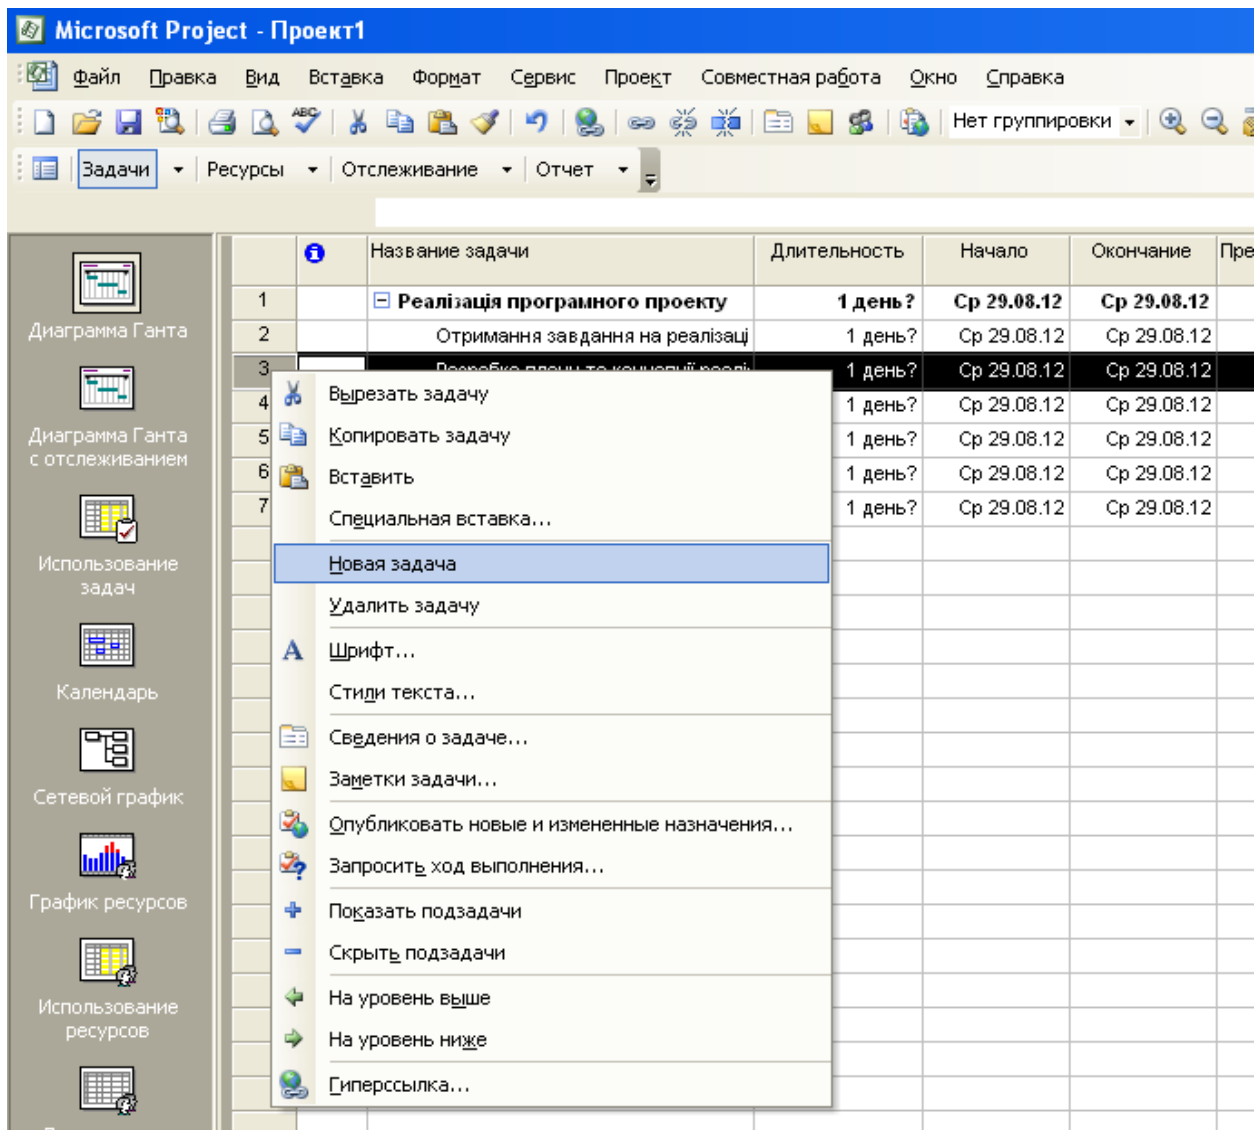 Microsoft Project - Проект1
Файл Правка Вид Вставка Формат Сервис Проект Совместная работа Окно Справка
ABC Нет группировки
Задачи Ресурсы Отслеживание Отчет
Название задачи Длительность Начало Окончание Пре
1 Реалізація програмного проекту 1 день? Ср 29.08.12 Ср 29.08.12
2 Отримання завдання на реалізаці 1 день? Ср 29.08.12 Ср 29.08.12
3 1 день? Ср 29.08.12 Ср 29.08.12
4 1 день? Ср 29.08.12 Ср 29.08.12
5 1 день? Ср 29.08.12 Ср 29.08.12
6 1 день? Ср 29.08.12 Ср 29.08.12
7 1 день? Ср 29.08.12 Ср 29.08.12
Диаграмма Ганта
Диаграмма Ганта
с отслеживанием
Использование
задач
Календарь
Сетевой график
График ресурсов
Использование
ресурсов
Вырезать задачу
Копировать задачу
Вставить
Специальная вставка...
Новая задача
Удалить задачу
Шрифт...
Стили текста...
Сведения о задаче...
Заметки задачи...
Опубликовать новые и измененные назначения...
Запросить ход выполнения...
Показать подзадачи
Скрыть подзадачи
На уровень выше
На уровень ниже
Гиперссылка...